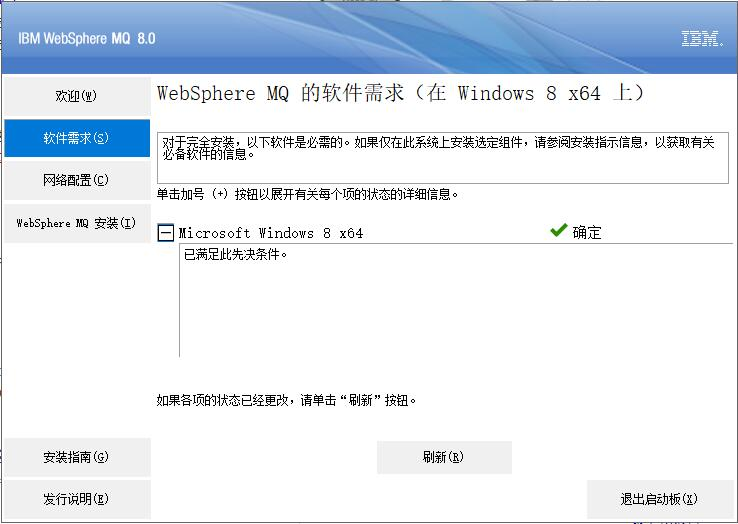 IBM WebSphere MQ 8.0
IBM.
欢迎(W)
软件需求(S)
网络配置(C)
WebSphere MQ 安装(I)
WebSphere MQ 的软件需求(在 Windows 8 x64 上)
对于完全安装,以下软件是必需的。如果仅在此系统上安装选定组件,请参阅安装指示信息,以获取有关
必备软件的信息。
单击加号 (+) 按钮以展开有关每个项的状态的详细信息。
Microsoft Windows 8 x64
确定
已满足此先决条件。
如果各项的状态已经更改,请单击“刷新”按钮。
安装指南(G)
刷新(R)
发行说明(E)
退出启动板(X)